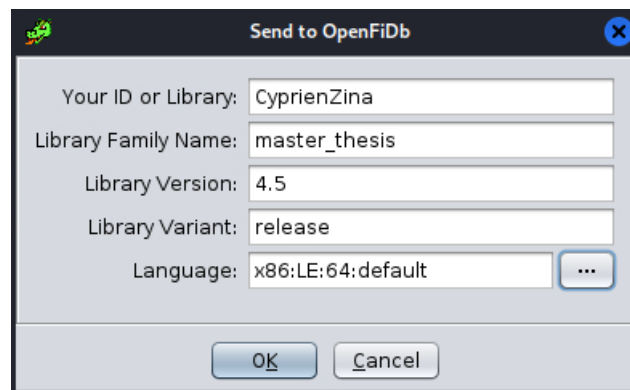 Send to OpenFiDb
Your ID or Library: CyprienZina
Library Family Name: master_thesis
Library Version: 4.5
Library Variant: release
Language: x86:LE:64:default ...
OK Cancel